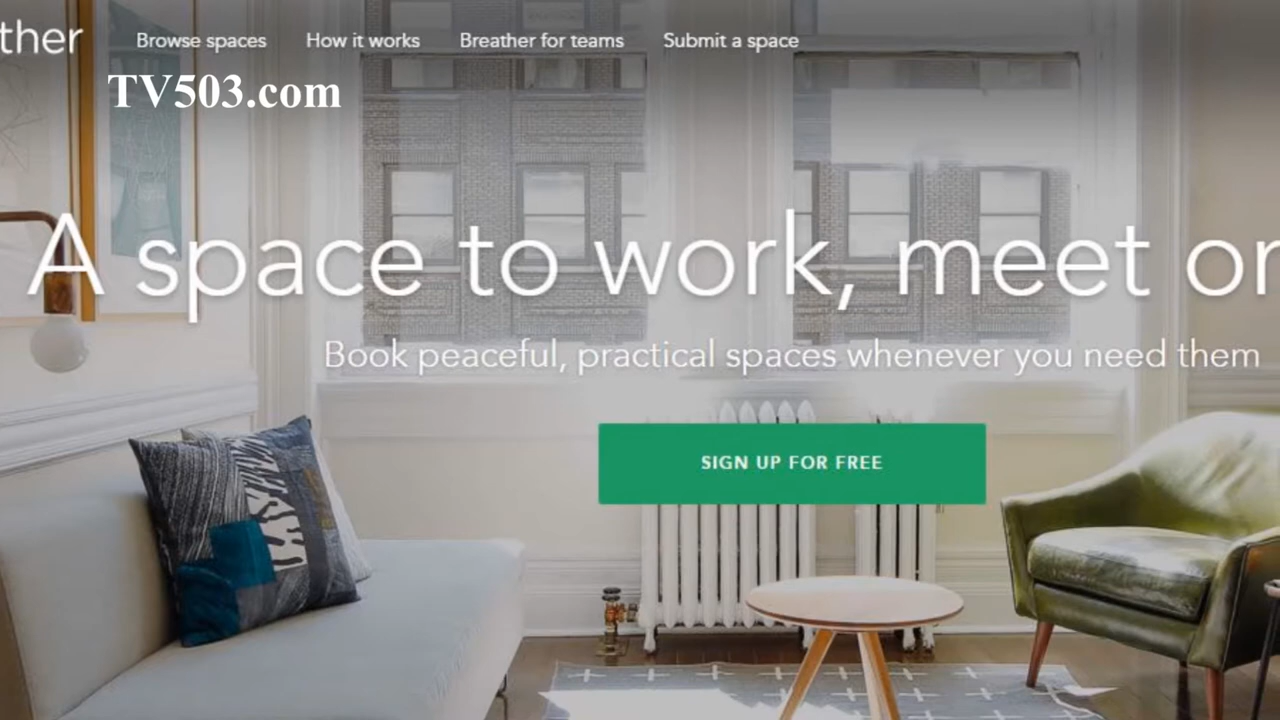 ther
Browse spaces How it works Breather for teams Submit a space
TV503.com
A space to work, meet or
Book peaceful, practical spaces whenever you need them
SIGN UP FOR FREE